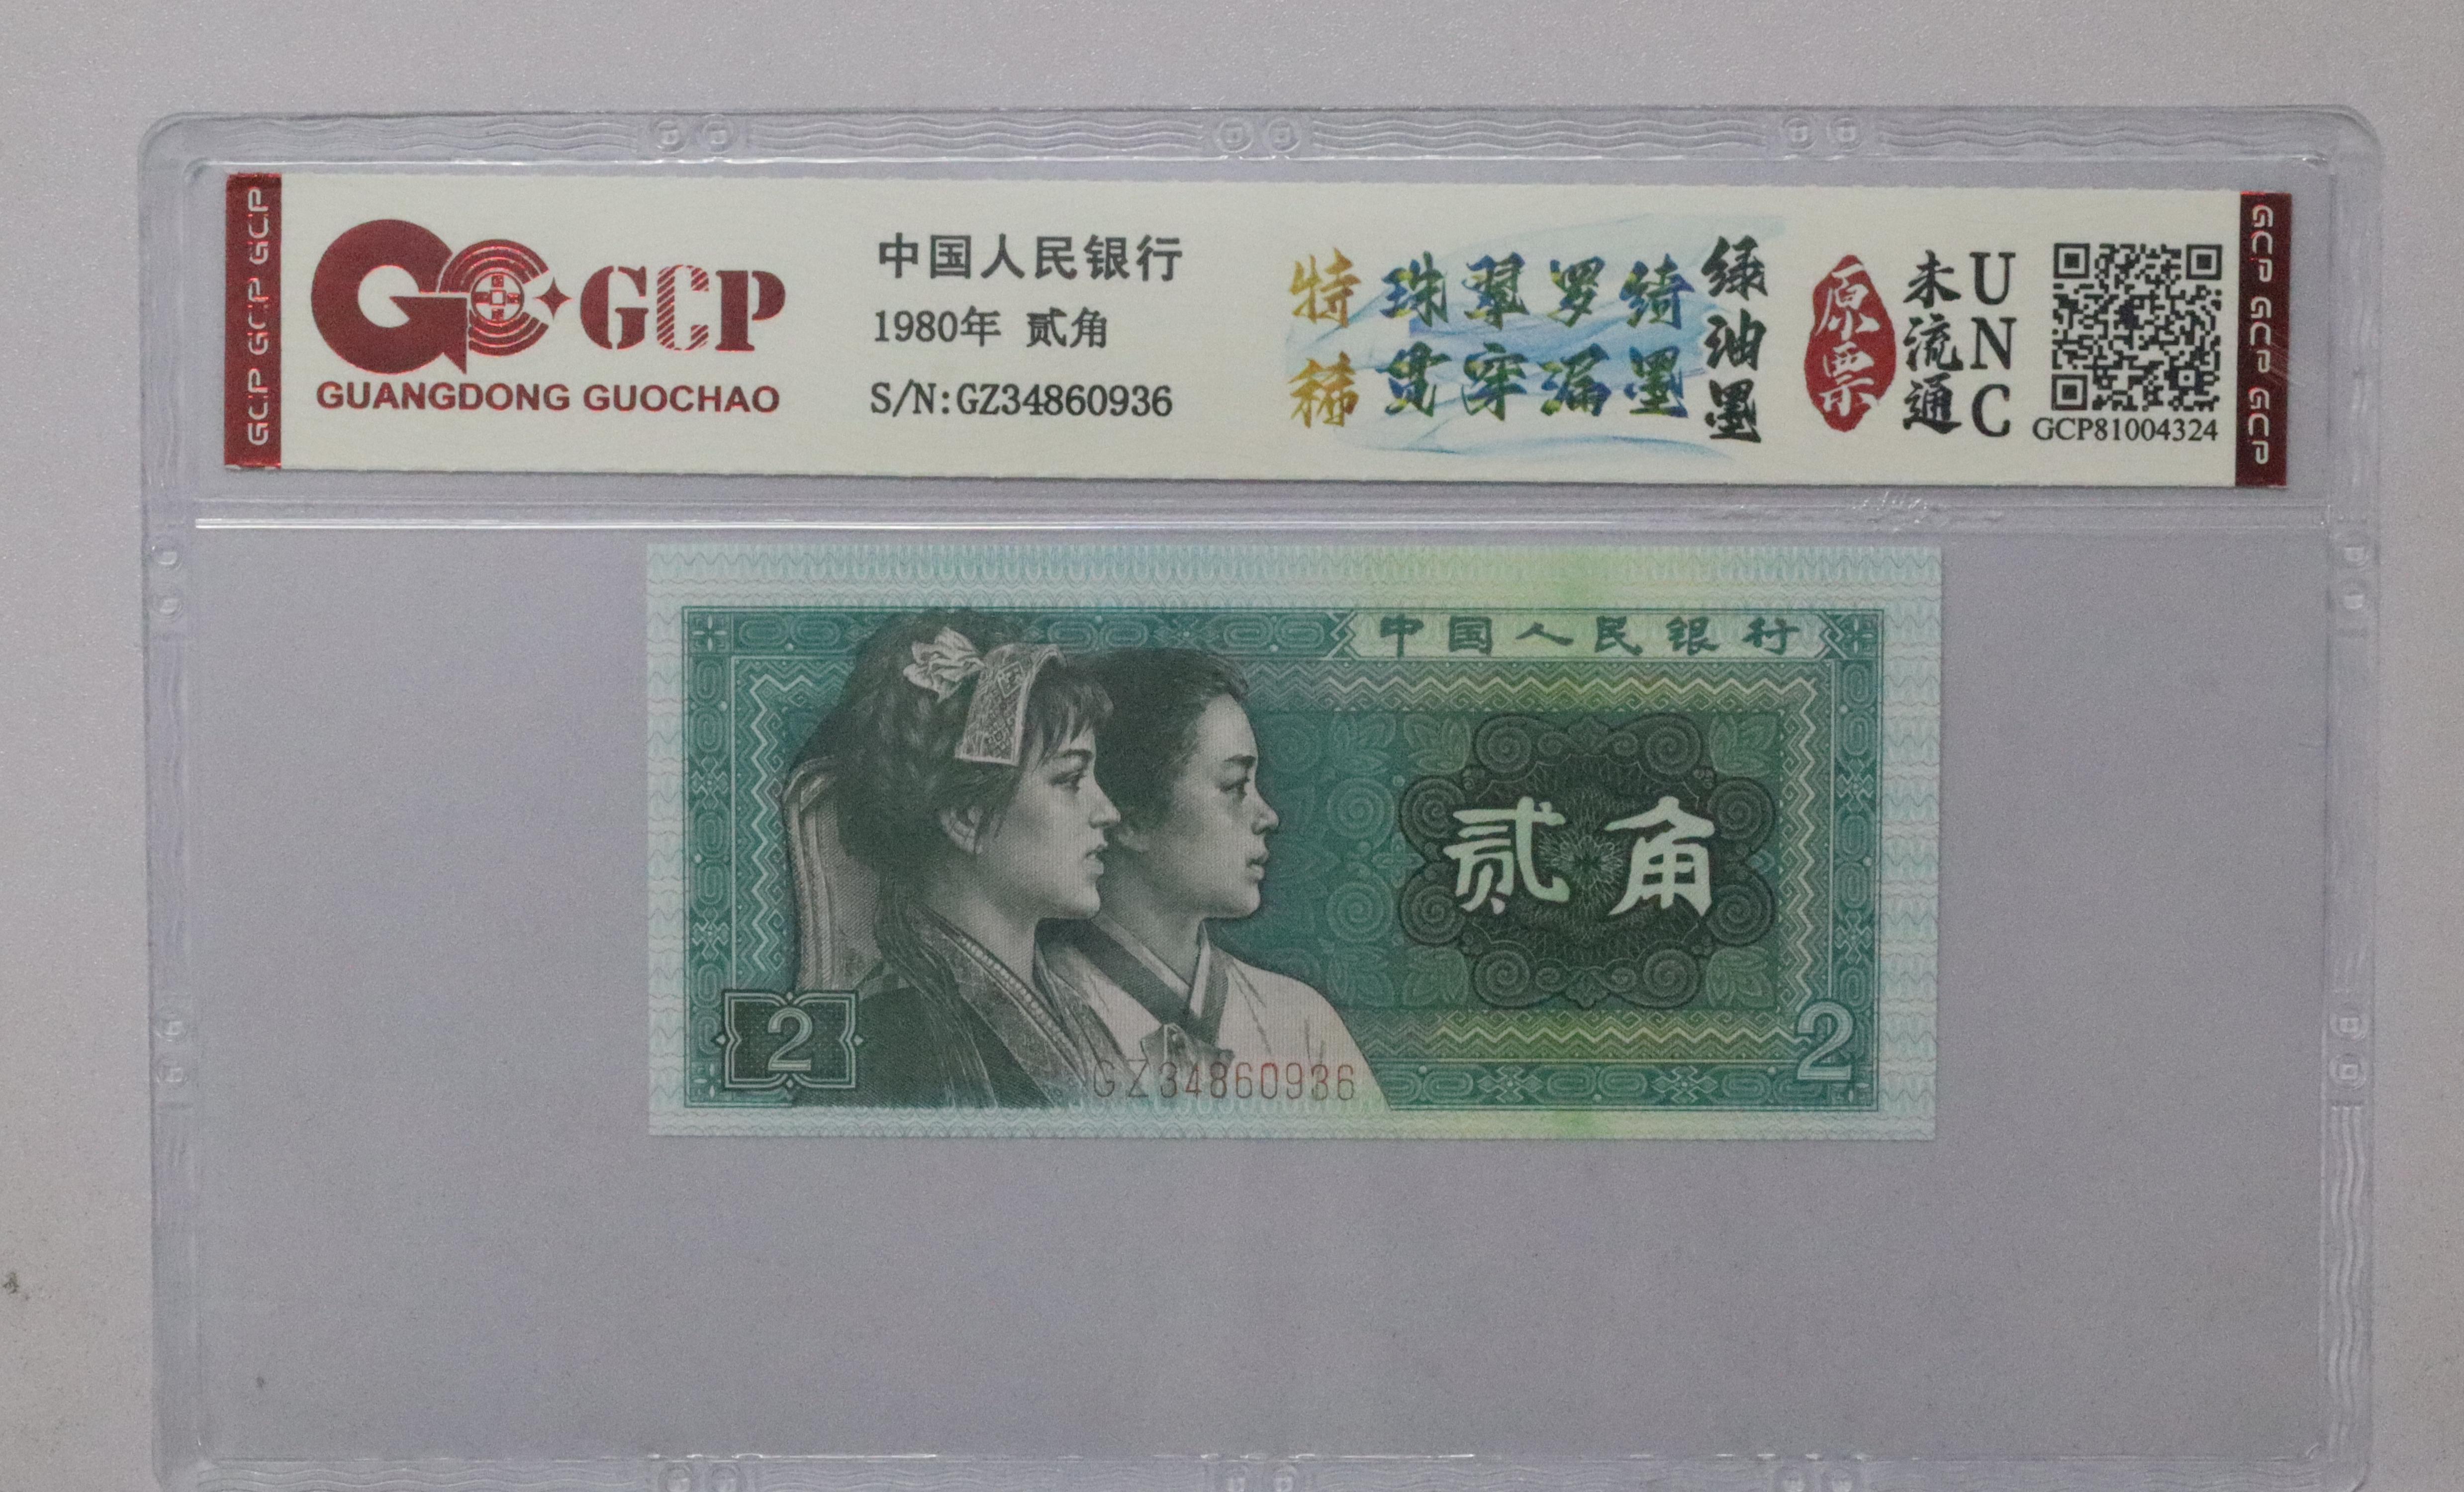 GCP GCP GCP
GCP
GUANGDONG GUOCHAO
中国人民银行
1980年 贰角
S/N:GZ34860936
特稀
珠翠罗绮
贯穿漏墨
绿油墨
原票
未流通
UNC
GCP81004324
GCP GCP GCP
中国人民银行
贰角
2
2
GZ34860936